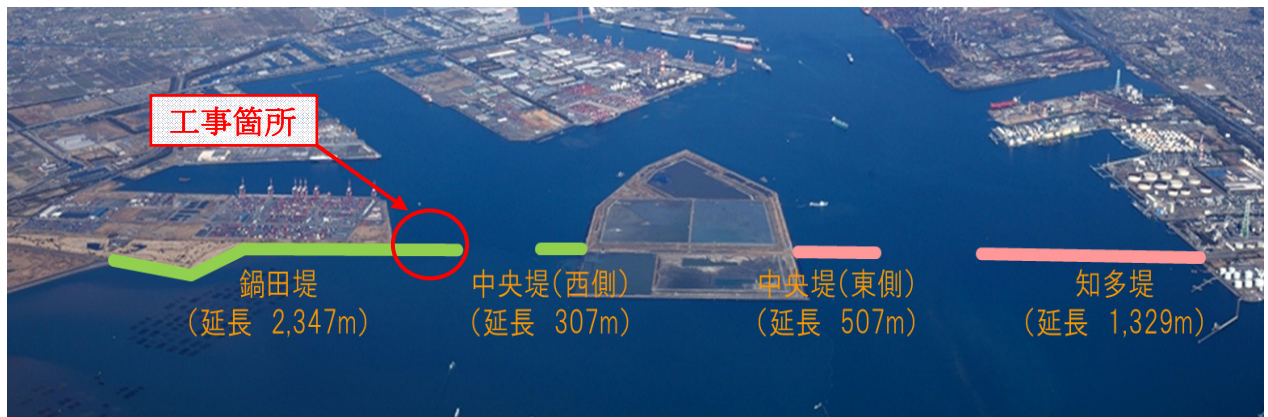 工事箇所
鍋田堤
（延長 2,347m）
中央堤（西側）
（延長 307m）
中央堤（東側）
（延長 507m）
知多堤
（延長 1,329m）